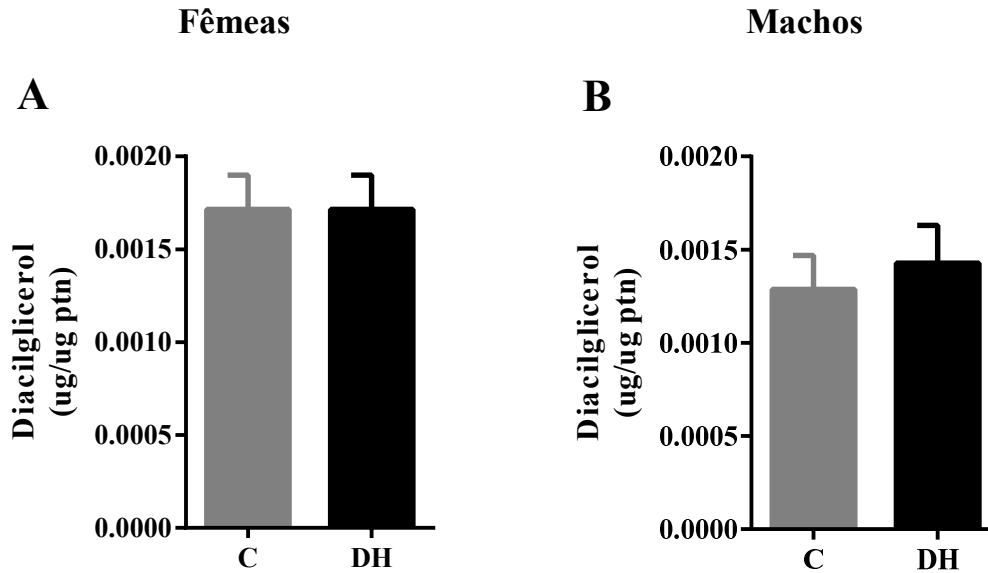 Fêmeas
Machos
A
B
Diacilglicerol
(ug/ug ptn)
0.0020
0.0015
0.0010
0.0005
0.0000
C
DH
Diacilglicerol
(ug/ug ptn)
0.0020
0.0015
0.0010
0.0005
0.0000
C
DH